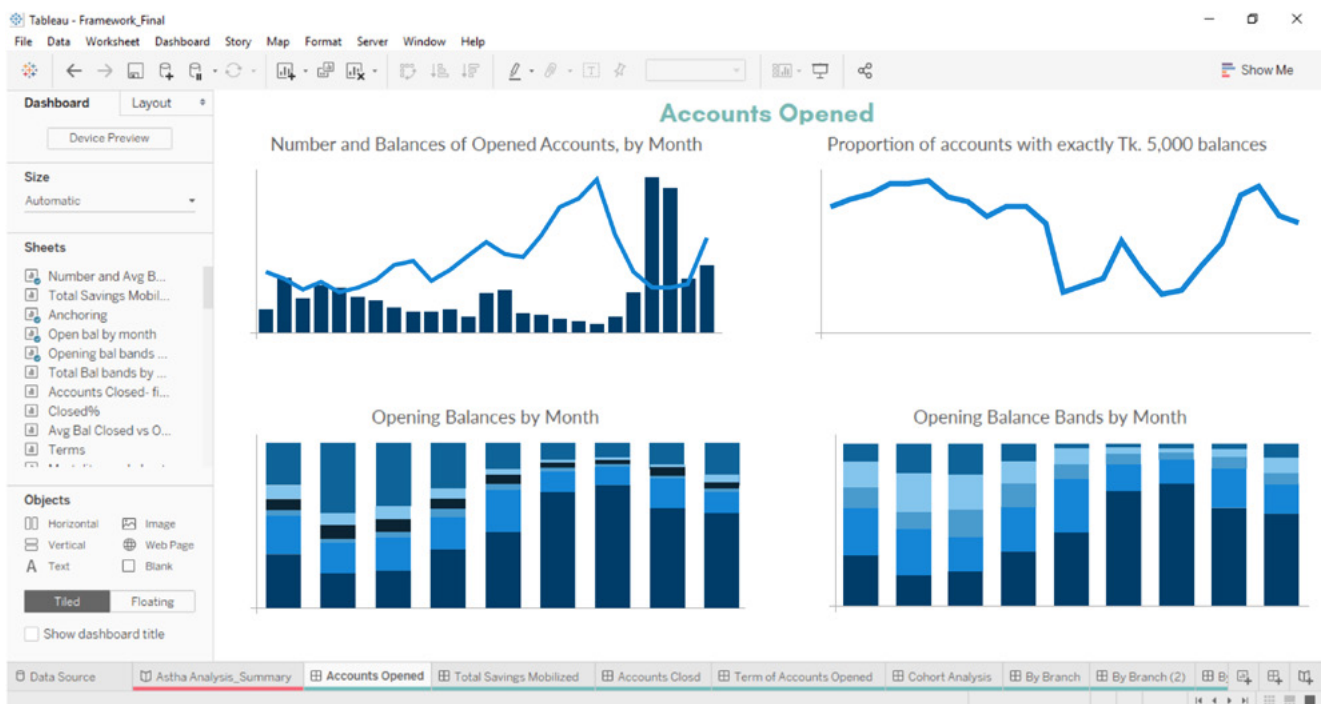 Tableau - Framework_Final
File Data Worksheet Dashboard Story Map Format Server Window Help
Show Me
Dashboard Layout
Device Preview
Size
Automatic
Sheets
Number and Avg B...
Total Savings Mobil...
Anchoring
Open bal by month
Opening bal bands ...
Total Bal bands by ...
Accounts Closed- fi...
Closed%
Avg Bal Closed vs O...
Terms
Objects
Horizontal Image
Vertical Web Page
A Text Blank
Tiled Floating
Show dashboard title
Accounts Opened
Number and Balances of Opened Accounts, by Month
Proportion of accounts with exactly Tk. 5,000 balances
Opening Balances by Month
Opening Balance Bands by Month
Data Source Astha Analysis_Summary Accounts Opened Total Savings Mobilized Accounts Closd Term of Accounts Opened Cohort Analysis By Branch By Branch (2)